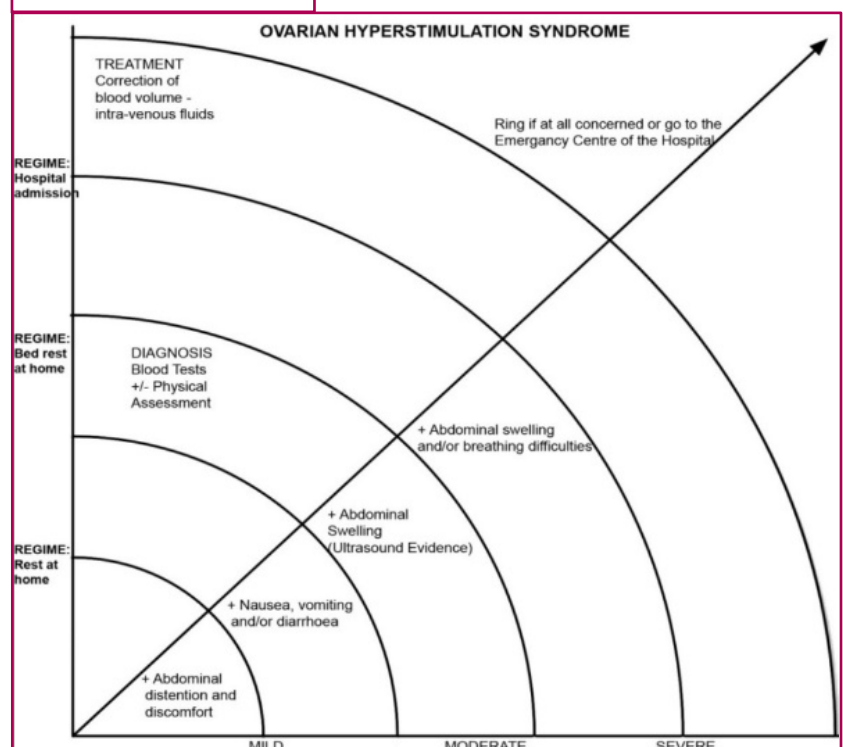 OVARIAN HYPERSTIMULATION SYNDROME
TREATMENT
Correction of
blood volume -
intra-venous fluids
Ring if at all concerned or go to the
Emergancy Centre of the Hospital
REGIME:
Hospital
admission
REGIME:
Bed rest
at home
DIAGNOSIS
Blood Tests
+/- Physical
Assessment
+ Abdominal swelling
and/or breathing difficulties
+ Abdominal
Swelling
(Ultrasound Evidence)
REGIME:
Rest at
home
+ Nausea, vomiting
and/or diarrhoea
+ Abdominal
distention and
discomfort
MILD
MODERATE
SEVERE